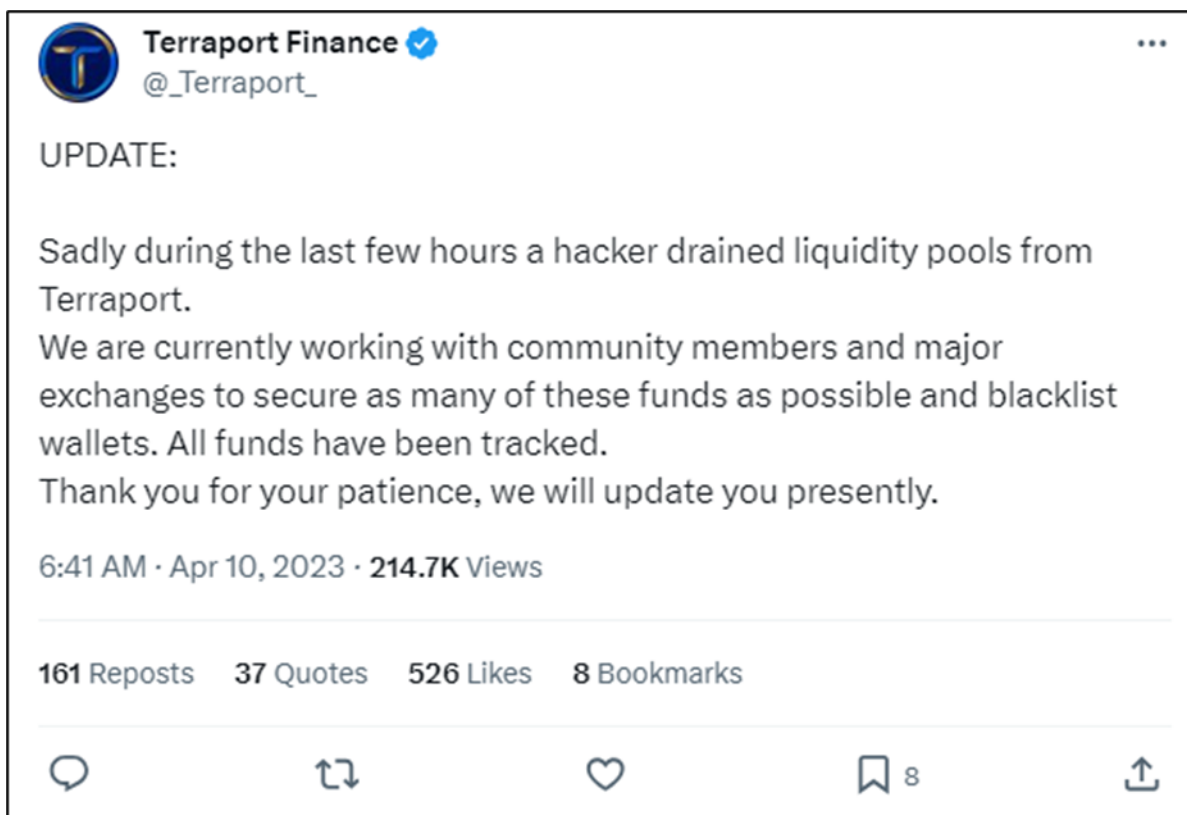 Terraport Finance
@_Terraport_
UPDATE:
Sadly during the last few hours a hacker drained liquidity pools from
Terraport.
We are currently working with community members and major
exchanges to secure as many of these funds as possible and blacklist
wallets. All funds have been tracked.
Thank you for your patience, we will update you presently.
6:41 AM · Apr 10, 2023 · 214.7K Views
161 Reposts 37 Quotes 526 Likes 8 Bookmarks
8